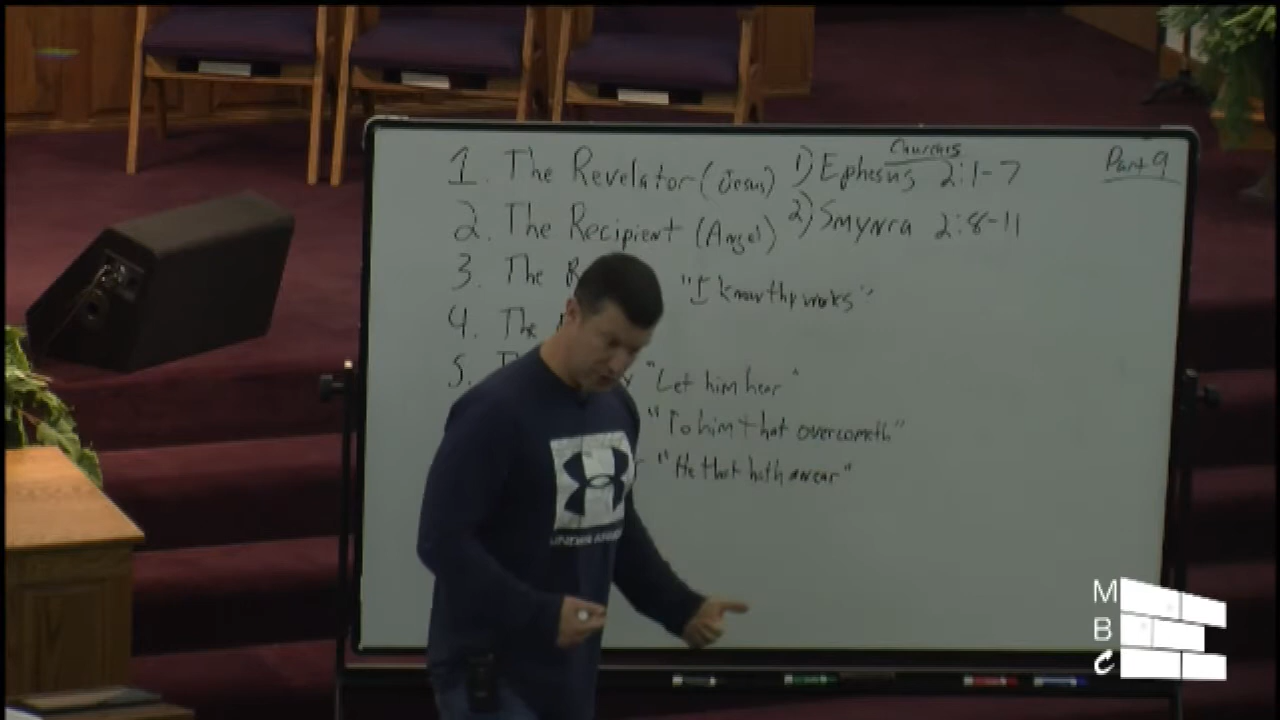 Churches
1. The Revelator (Jesus) 1) Ephesus 2:1-7
Part 9
2. The Recipient (Angel) 2) Smynra 2:8-11
3. The "I know thy works"
4. The
5. "Let him hear"
"To him that overcometh"
"He that hath an ear"
UNDER
MBC